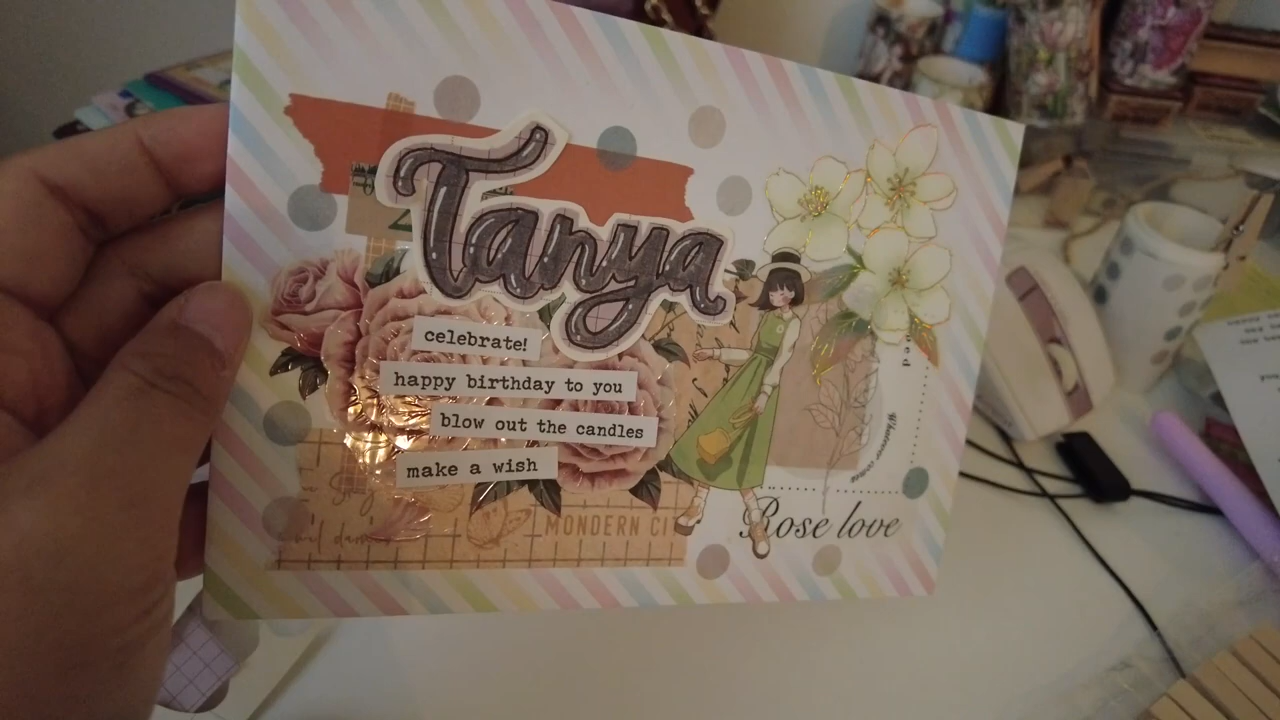 Tanya
celebrate!
happy birthday to you
blow out the candles
make a wish
MONDERN CI
Rose love